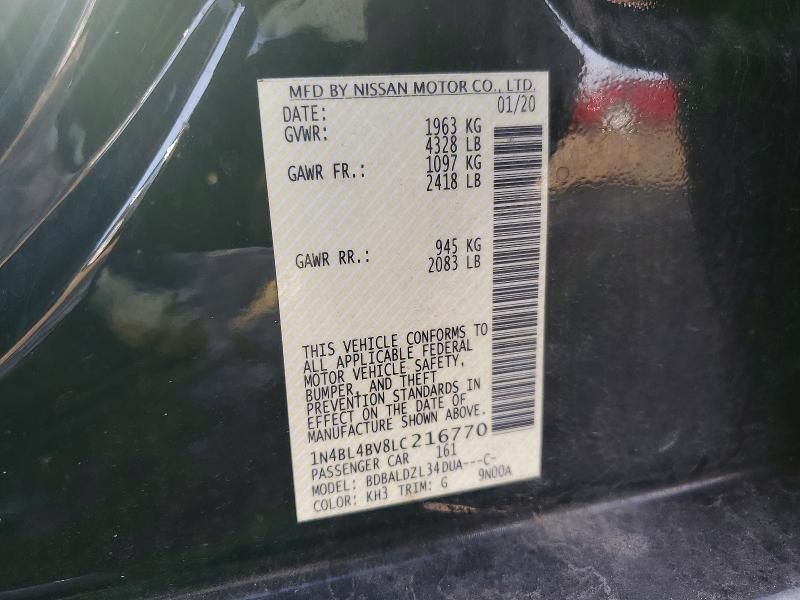 MFD BY NISSAN MOTOR CO., LTD.
DATE: 01/20
GVWR: 1963 KG
4328 LB
GAWR FR.: 1097 KG
2418 LB
GAWR RR.: 945 KG
2083 LB
THIS VEHICLE CONFORMS TO
ALL APPLICABLE FEDERAL
MOTOR VEHICLE SAFETY,
BUMPER, AND THEFT
PREVENTION STANDARDS IN
EFFECT ON THE DATE OF
MANUFACTURE SHOWN ABOVE.
1N4BL4BV8LC216770
PASSENGER CAR 161
MODEL: BDBALDZL34DUA---C-
COLOR: KH3 TRIM: G 9N00A